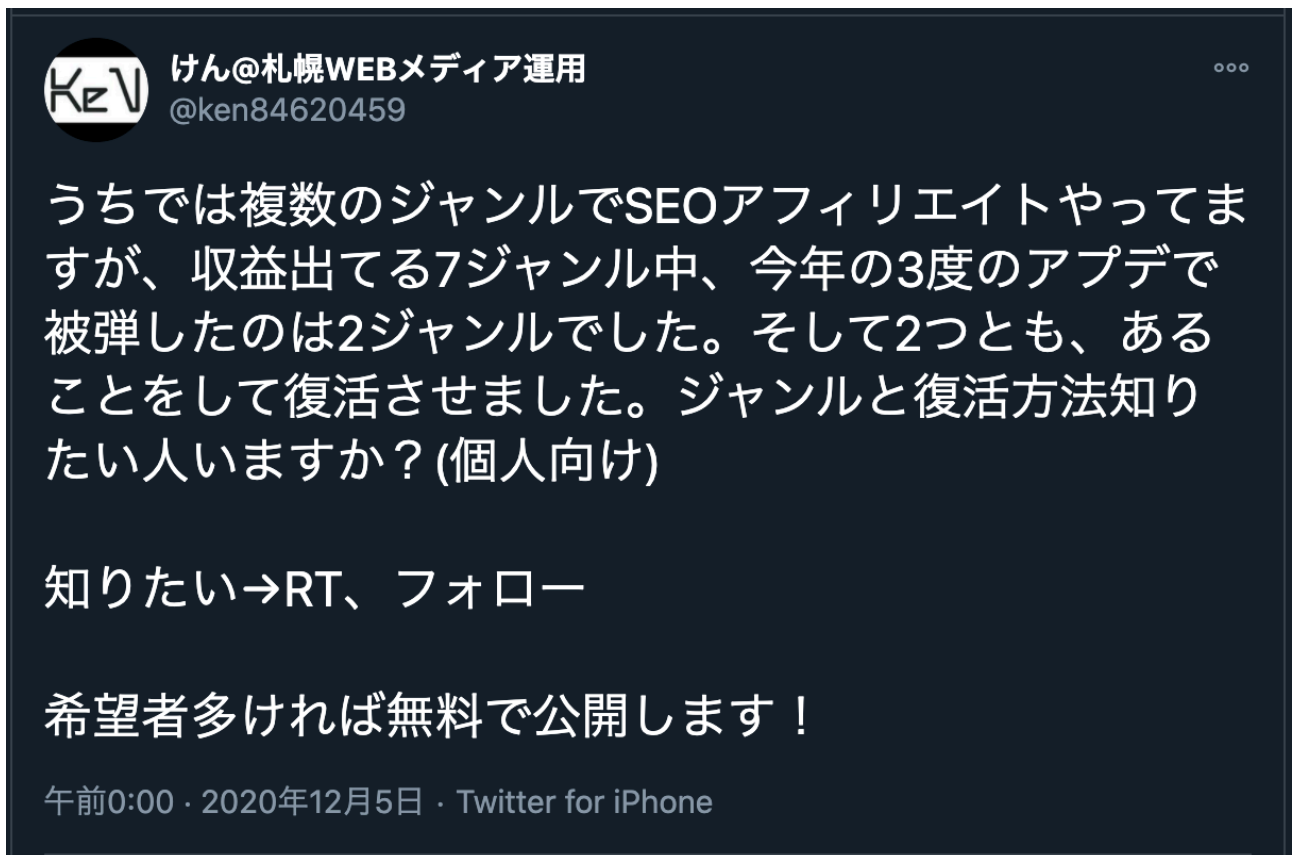 KeN
けん@札幌WEBメディア運用
@ken84620459
うちでは複数のジャンルでSEOアフィリエイトやってま
すが、収益出てる7ジャンル中、今年の3度のアプデで
被弾したのは2ジャンルでした。そして2つとも、ある
ことをして復活させました。ジャンルと復活方法知り
たい人いますか？(個人向け)
知りたい→RT、フォロー
希望者多ければ無料で公開します！
午前0:00 · 2020年12月5日 · Twitter for iPhone